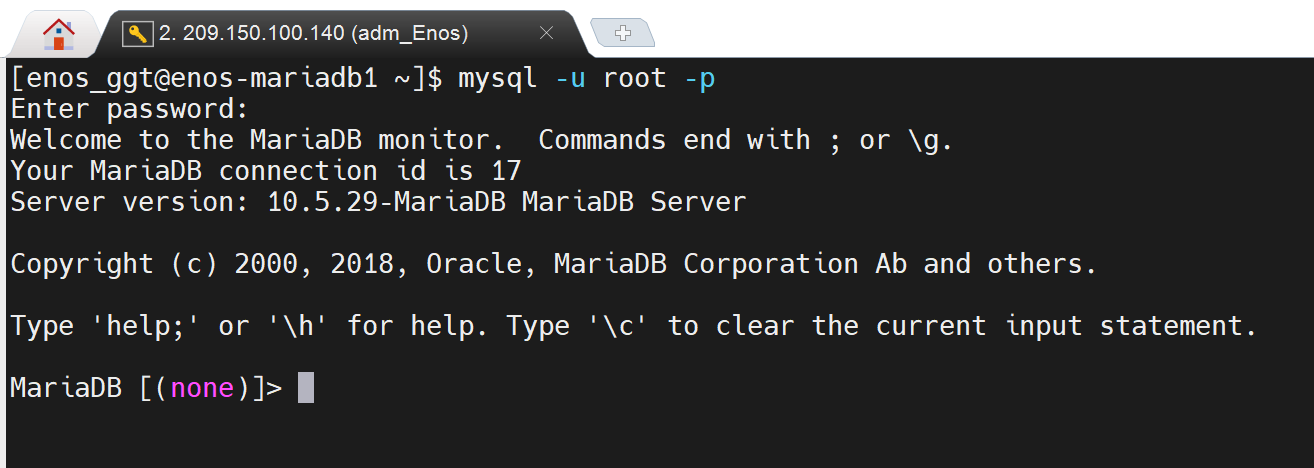 2. 209.150.100.140 (adm_Enos)
[enos_ggt@enos-mariadb1 ~]$ mysql -u root -p
Enter password:
Welcome to the MariaDB monitor.  Commands end with ; or \g.
Your MariaDB connection id is 17
Server version: 10.5.29-MariaDB MariaDB Server
Copyright (c) 2000, 2018, Oracle, MariaDB Corporation Ab and others.
Type 'help;' or '\h' for help. Type '\c' to clear the current input statement.
MariaDB [(none)]>